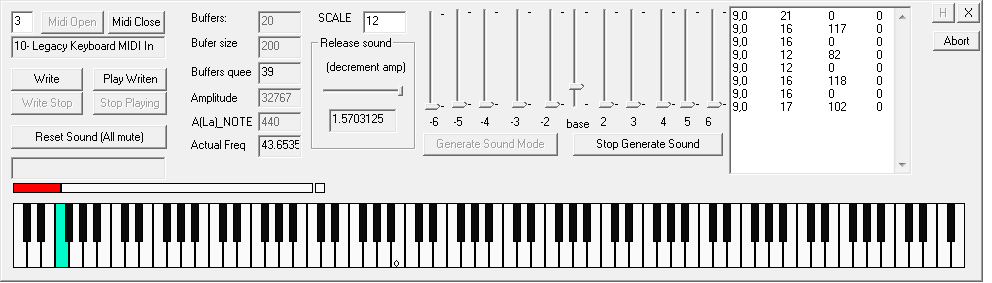 3 Midi Open Midi Close
10- Legacy Keyboard MIDI In
Write Play Writen
Write Stop Stop Playing
Reset Sound (All mute)
Buffers: 20
Bufer size 200
Buffers quee 39
Amplitude 32767
A(La)_NOTE 440
Actual Freq 43.6535
SCALE 12
Release sound
(decrement amp)
1.5703125
-6 -5 -4 -3 -2 base 2 3 4 5 6
Generate Sound Mode Stop Generate Sound
9,0 21 0 0
9,0 16 117 0
9,0 16 0 0
9,0 12 82 0
9,0 12 0 0
9,0 16 118 0
9,0 16 0 0
9,0 17 102 0
H X
Abort